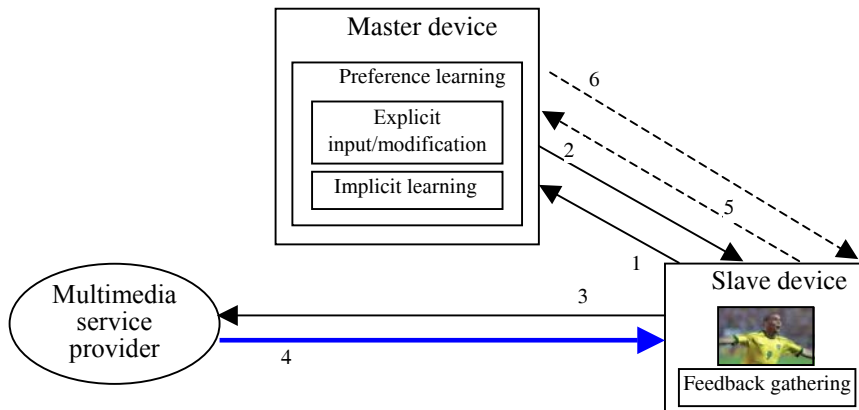 Master device
Preference learning
Explicit
input/modification
Implicit learning
6
2
5
1
Slave device
Feedback gathering
Multimedia
service
provider
3
4